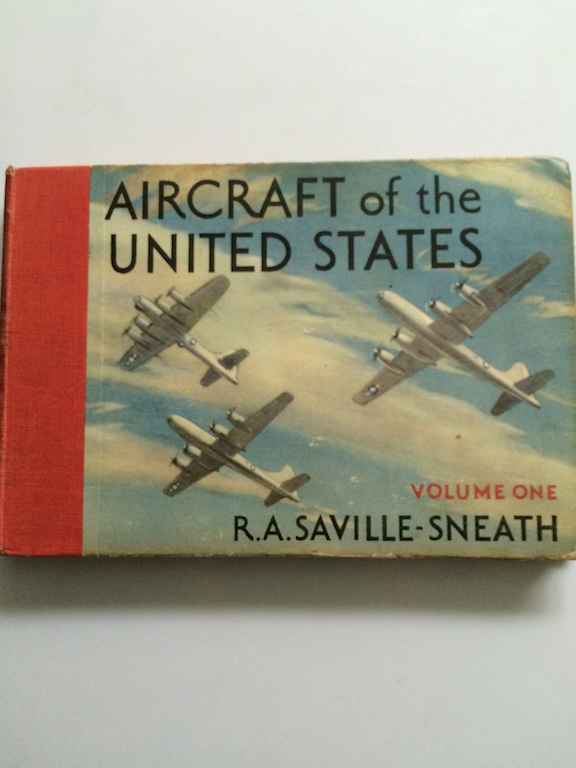 AIRCRAFT of the
UNITED STATES
VOLUME ONE
R.A.SAVILLE-SNEATH